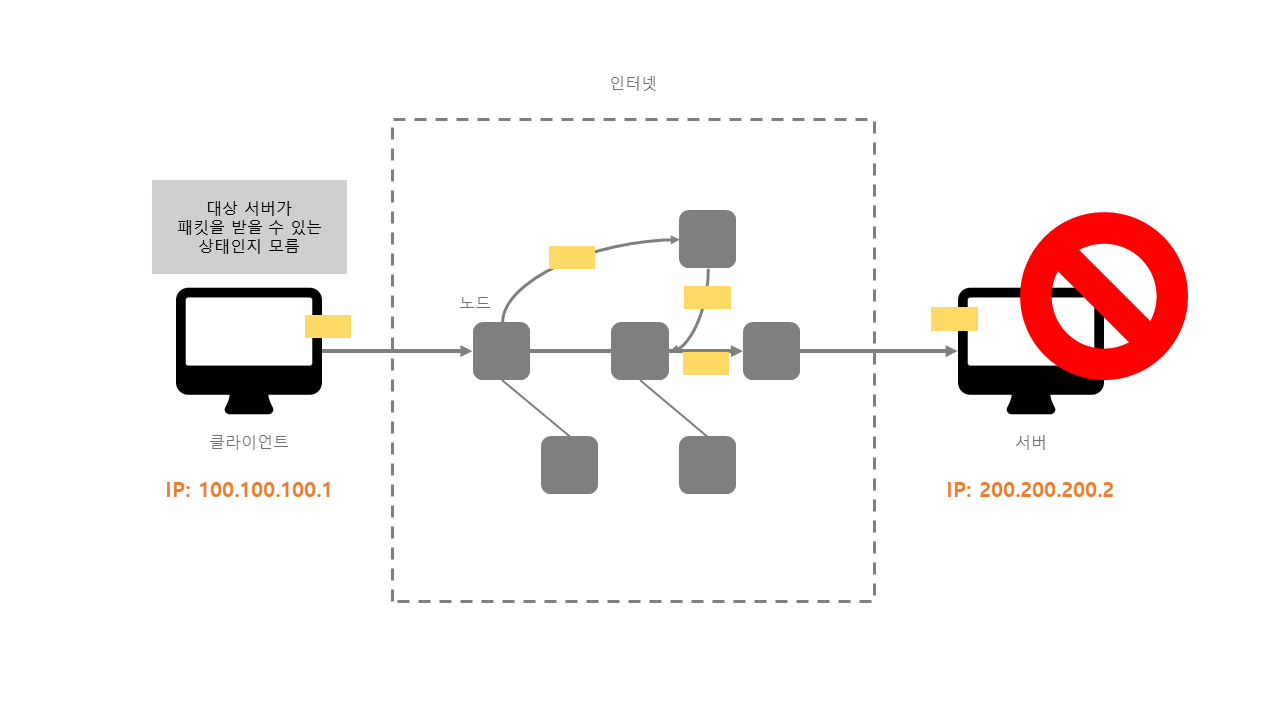 인터넷
대상 서버가
패킷을 받을 수 있는
상태인지 모름
노드
클라이언트
서버
IP: 100.100.100.1
IP: 200.200.200.2